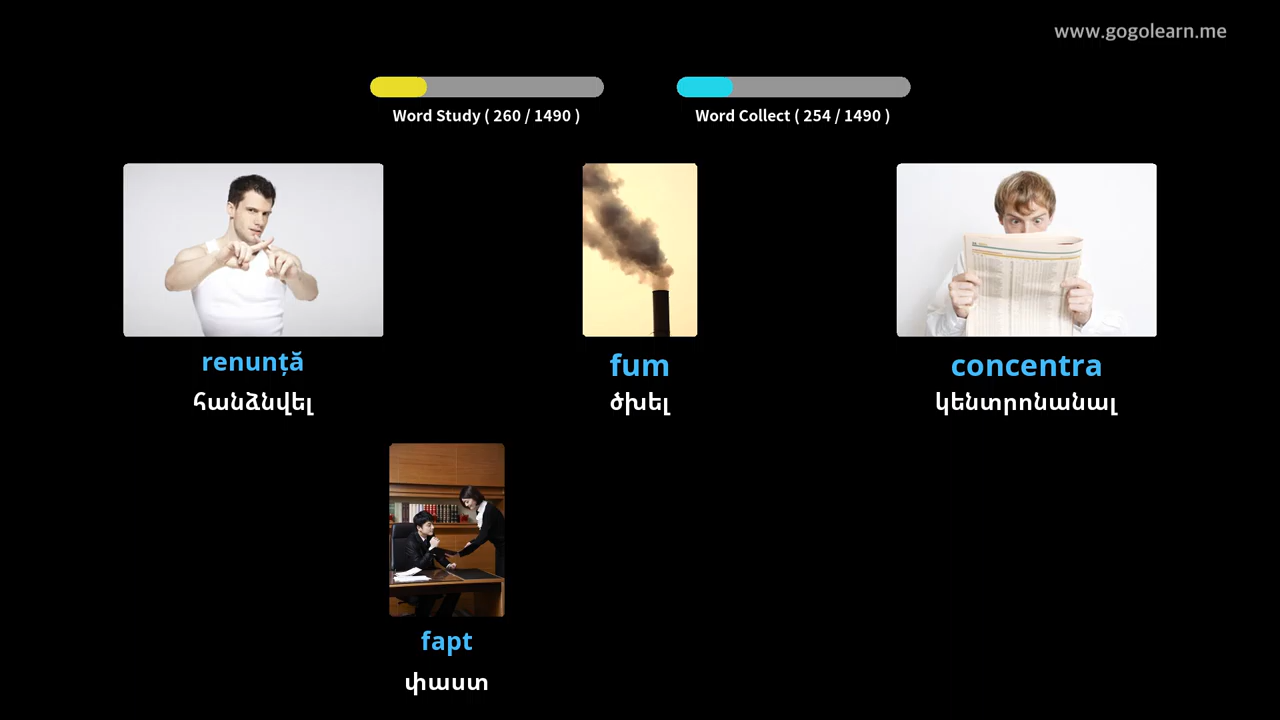 www.gogolearn.me
Word Study ( 260 / 1490 )
Word Collect ( 254 / 1490 )
renunță
fum
concentra
հանձնվել
ծխել
կենտրոնանալ
fapt
փաստ